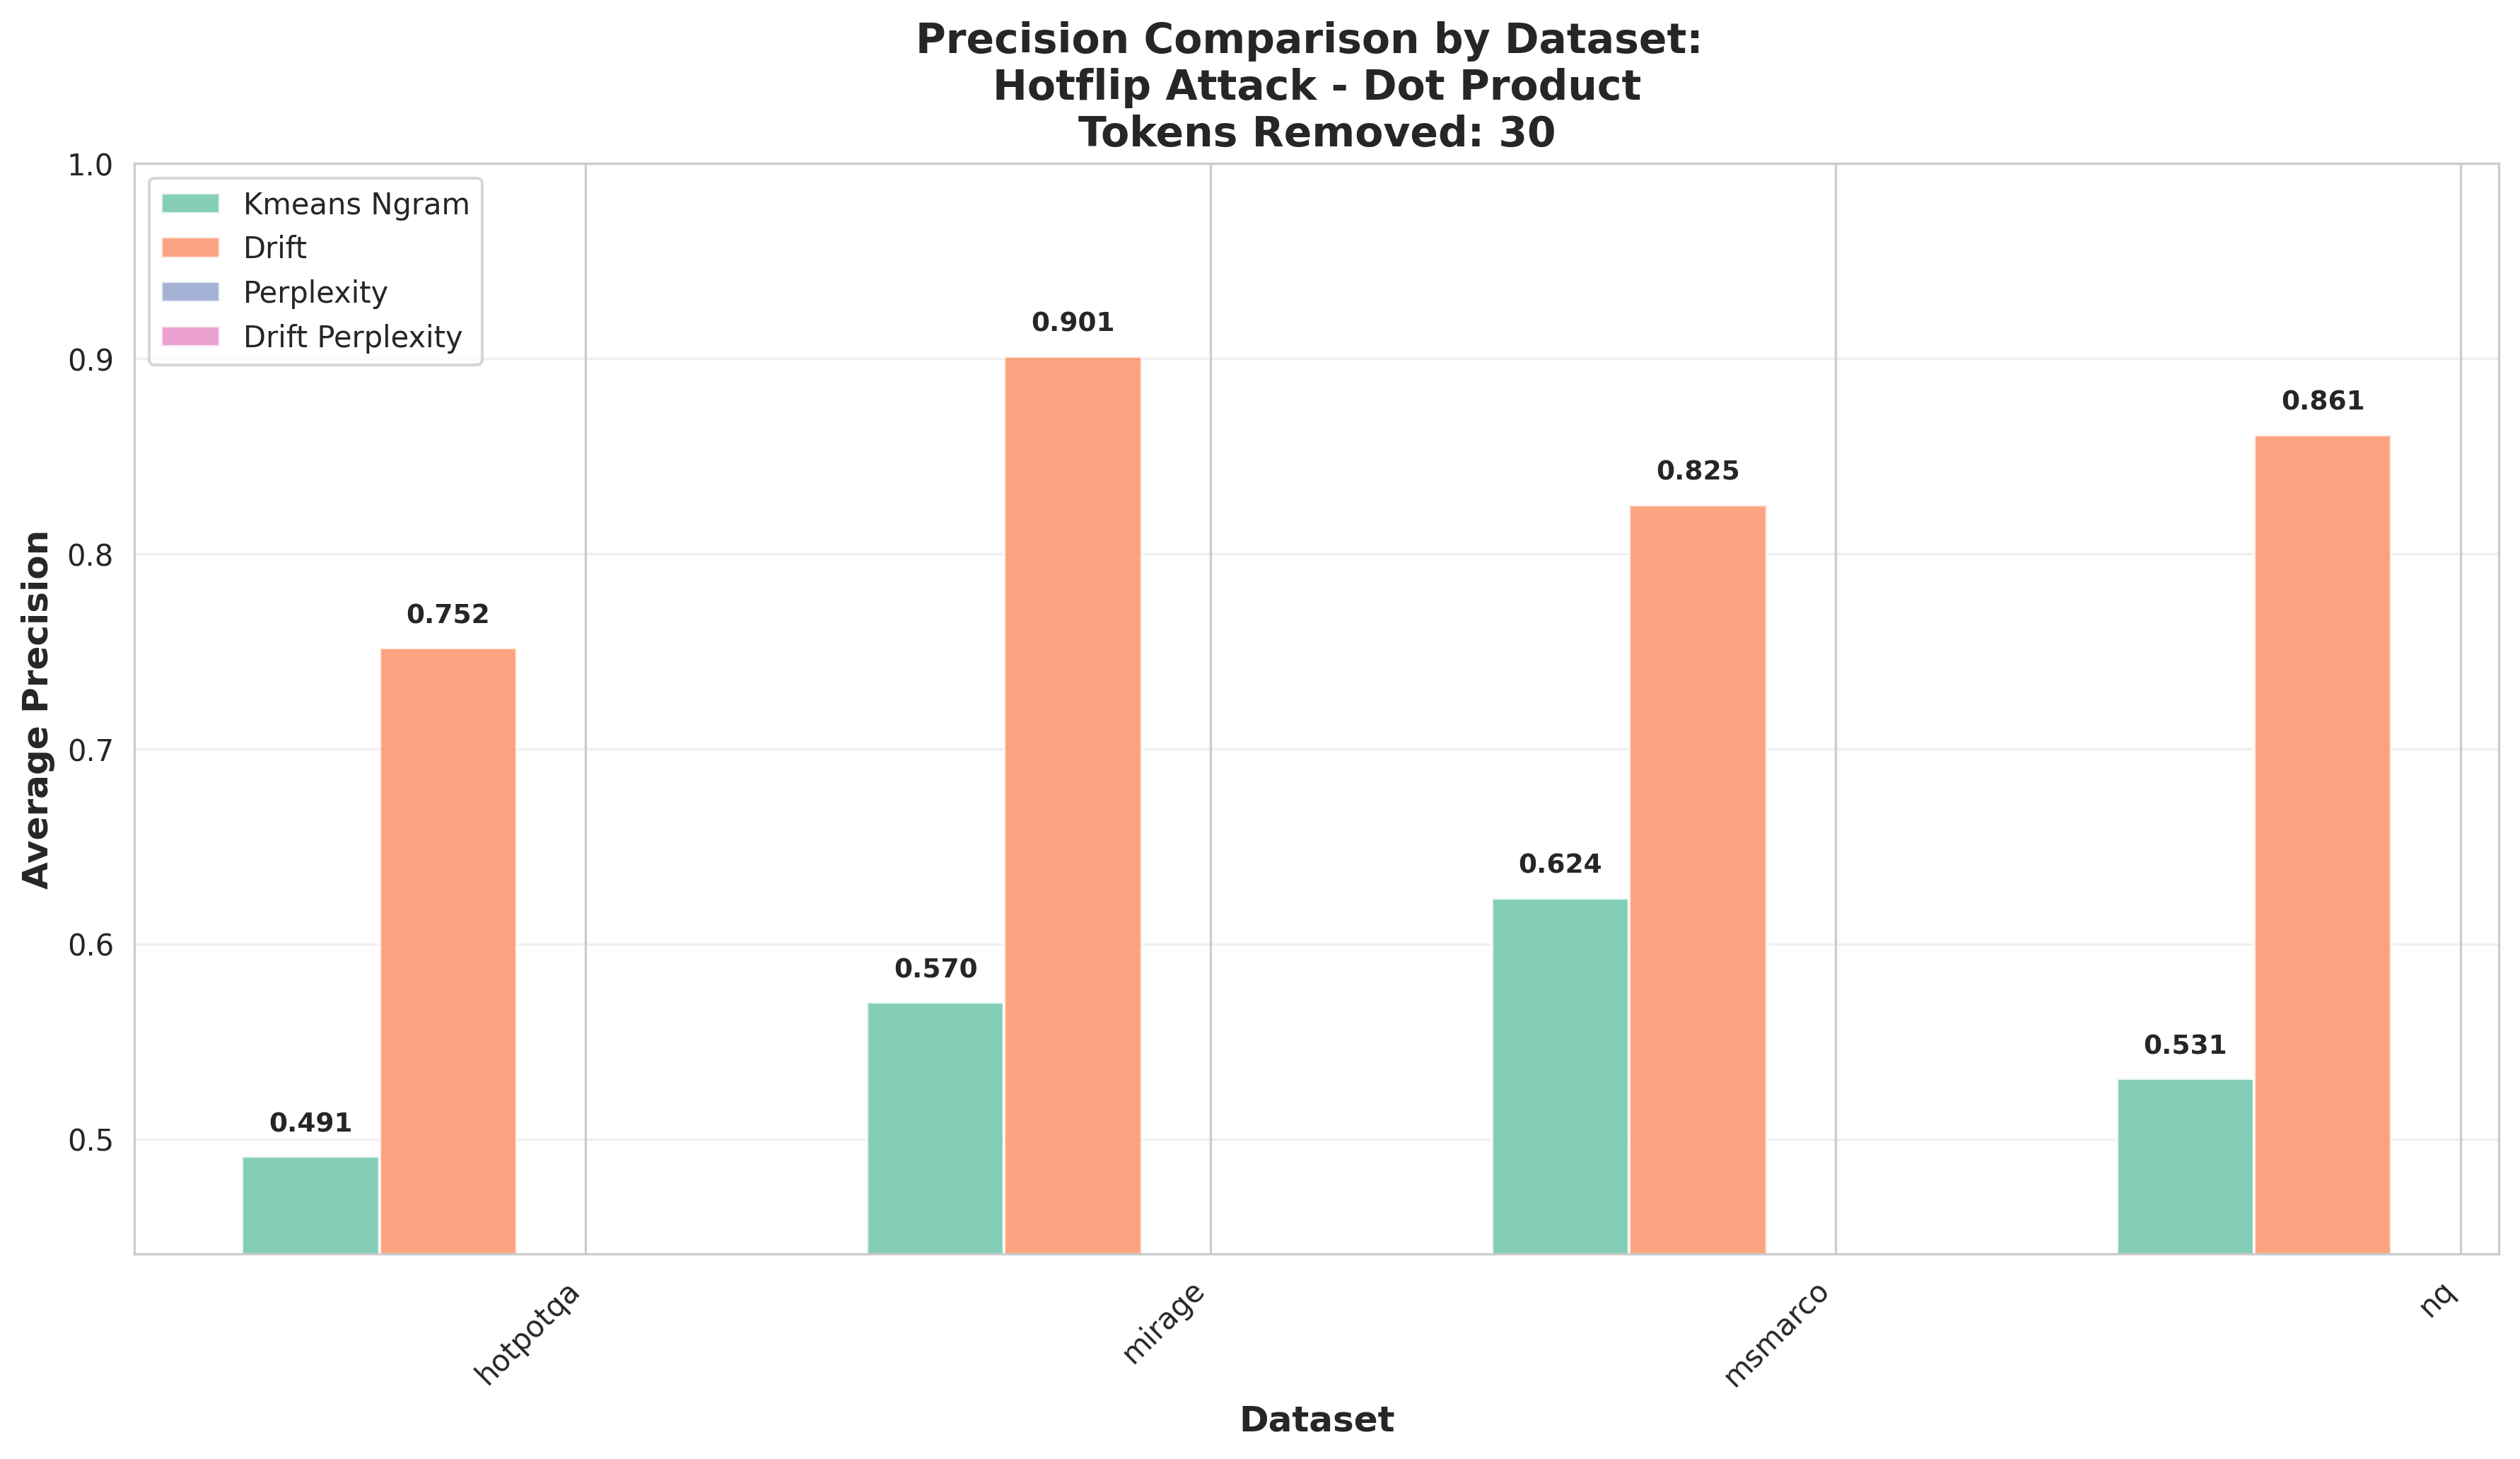 Precision Comparison by Dataset:
Hotflip Attack - Dot Product
Tokens Removed: 30
Kmeans Ngram
Drift
Perplexity
Drift Perplexity
Average Precision
1.0
0.9
0.8
0.7
0.6
0.5
0.491
0.752
0.570
0.901
0.624
0.825
0.531
0.861
hotpotqa
mirage
msmarco
nq
Dataset